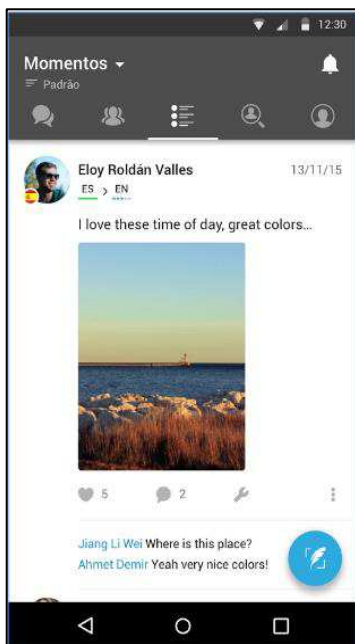 12:30
Momentos
Padrão
Eloy Roldán Valles 13/11/15
ES > EN
I love these time of day, great colors...
5 2
Jiang Li Wei Where is this place?
Ahmet Demir Yeah very nice colors!